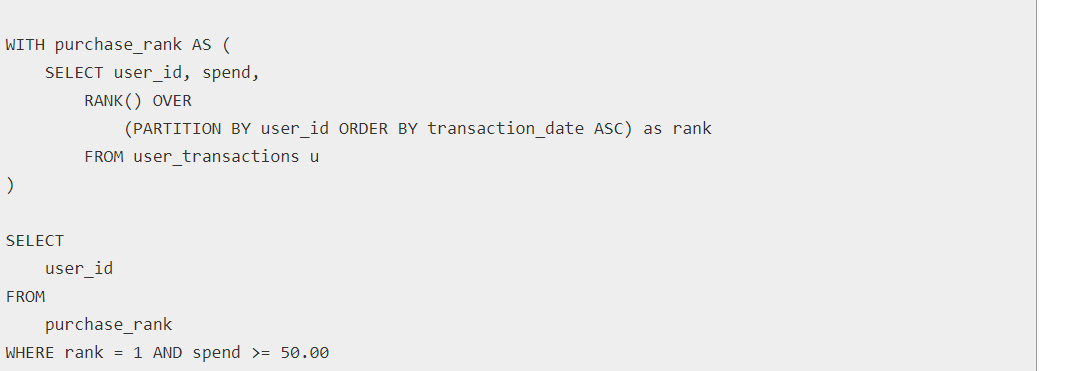 WITH purchase_rank AS (
    SELECT user_id, spend,
        RANK() OVER
            (PARTITION BY user_id ORDER BY transaction_date ASC) as rank
        FROM user_transactions u
)
SELECT
    user_id
FROM
    purchase_rank
WHERE rank = 1 AND spend >= 50.00